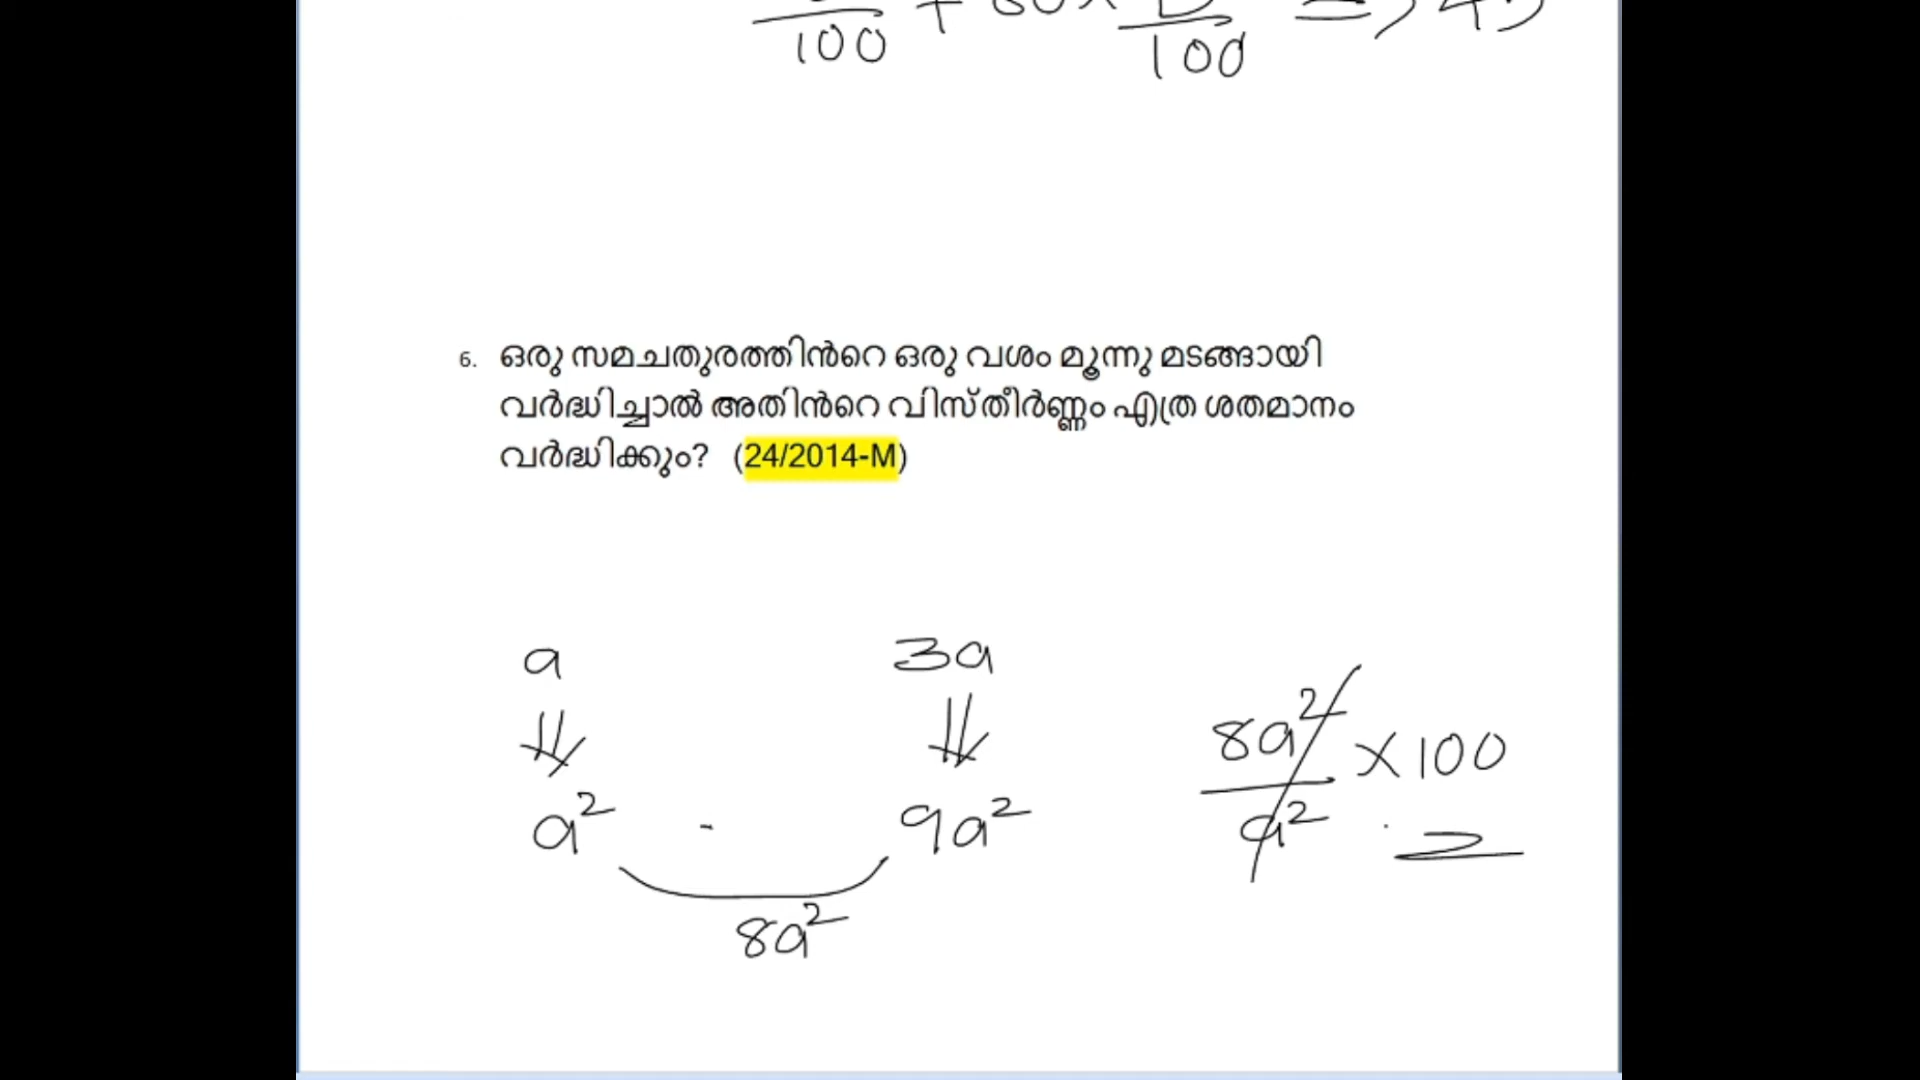 100 + 80 × 100
6. ഒരു സമചതുരത്തിൻറെ ഒരു വശം മൂന്നു മടങ്ങായി
വർദ്ധിച്ചാൽ അതിൻറെ വിസ്തീർണ്ണം എത്ര ശതമാനം
വർദ്ധിക്കും? (24/2014-M)
a 3a
a² 9a² 8a²/a² × 100
8a²